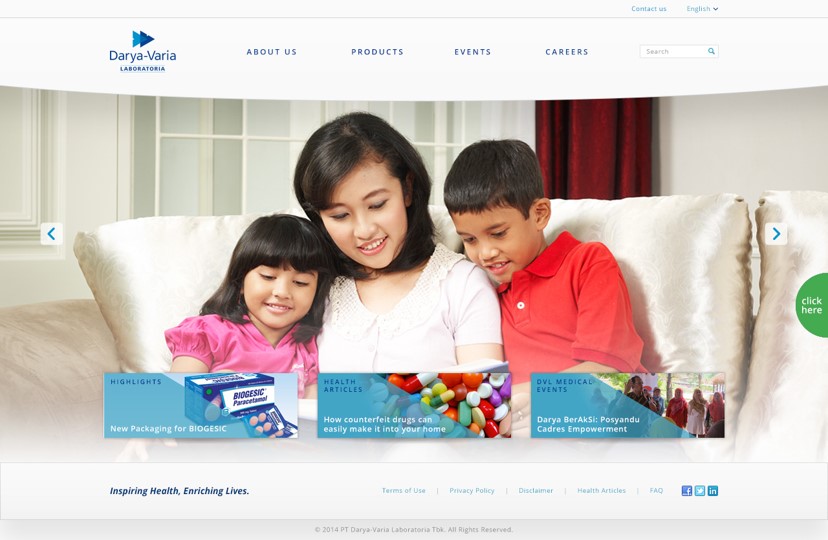 Contact us
English
Darya-Varia
LABORATORIA
ABOUT US
PRODUCTS
EVENTS
CAREERS
Search
click
here
HIGHLIGHTS
BIOGESIC
Paracetamol
New Packaging for BIOGESIC
HEALTH
ARTICLES
How counterfeit drugs can
easily make it into your home
DVL MEDICAL-
EVENTS
Darya BerAkSi: Posyandu
Cadres Empowerment
Inspiring Health, Enriching Lives.
Terms of Use | Privacy Policy | Disclaimer | Health Articles | FAQ
© 2014 PT Darya-Varia Laboratoria Tbk. All Rights Reserved.